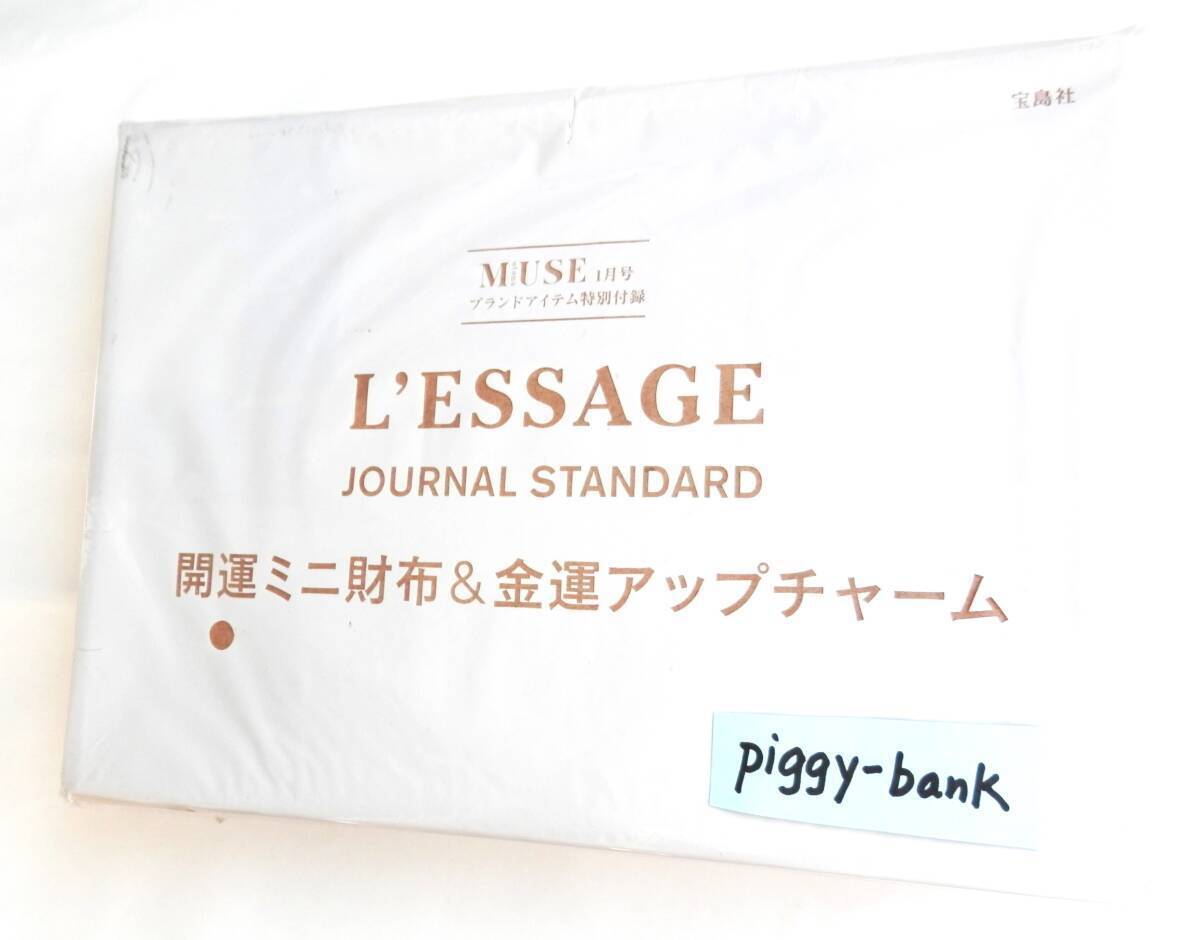 宝島社
MUSE 1月号
ブランドアイテム特別付録
L'ESSAGE
JOURNAL STANDARD
開運ミニ財布&金運アップチャーム
piggy-bank